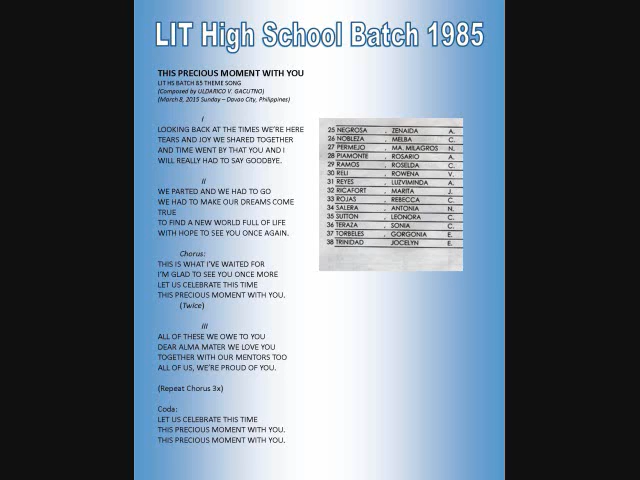 LIT High School Batch 1985
THIS PRECIOUS MOMENT WITH YOU
LIT HS BATCH 85 THEME SONG
(Composed by ULDARICO V. GACUTNO)
(March 8, 2015 Sunday – Davao City, Philippines)
I
LOOKING BACK AT THE TIMES WE'RE HERE
TEARS AND JOY WE SHARED TOGETHER
AND TIME WENT BY THAT YOU AND I
WILL REALLY HAD TO SAY GOODBYE.
II
WE PARTED AND WE HAD TO GO
WE HAD TO MAKE OUR DREAMS COME
TRUE
TO FIND A NEW WORLD FULL OF LIFE
WITH HOPE TO SEE YOU ONCE AGAIN.
Chorus:
THIS IS WHAT I'VE WAITED FOR
I'M GLAD TO SEE YOU ONCE MORE
LET US CELEBRATE THIS TIME
THIS PRECIOUS MOMENT WITH YOU.
(Twice)
III
ALL OF THESE WE OWE TO YOU
DEAR ALMA MATER WE LOVE YOU
TOGETHER WITH OUR MENTORS TOO
ALL OF US, WE'RE PROUD OF YOU.
(Repeat Chorus 3x)
Coda:
LET US CELEBRATE THIS TIME
THIS PRECIOUS MOMENT WITH YOU.
THIS PRECIOUS MOMENT WITH YOU.
25 NEGROSA , ZENAIDA A.
26 NOBLEZA , MELBA C.
27 PERMEJO , MA. MILAGROS N.
28 PIAMONTE , ROSARIO A.
29 RAMOS , ROSELDA C.
30 RELI , ROWENA V.
31 REYES , LUZVIMINDA A.
32 RICAFORT , MARITA J.
33 ROJAS , REBECCA C.
34 SALERA , ANTONIA N.
35 SUTTON , LEONORA C.
36 TERAZA , SONIA C.
37 TORBELES , GORGONIA E.
38 TRINIDAD , JOCELYN E.